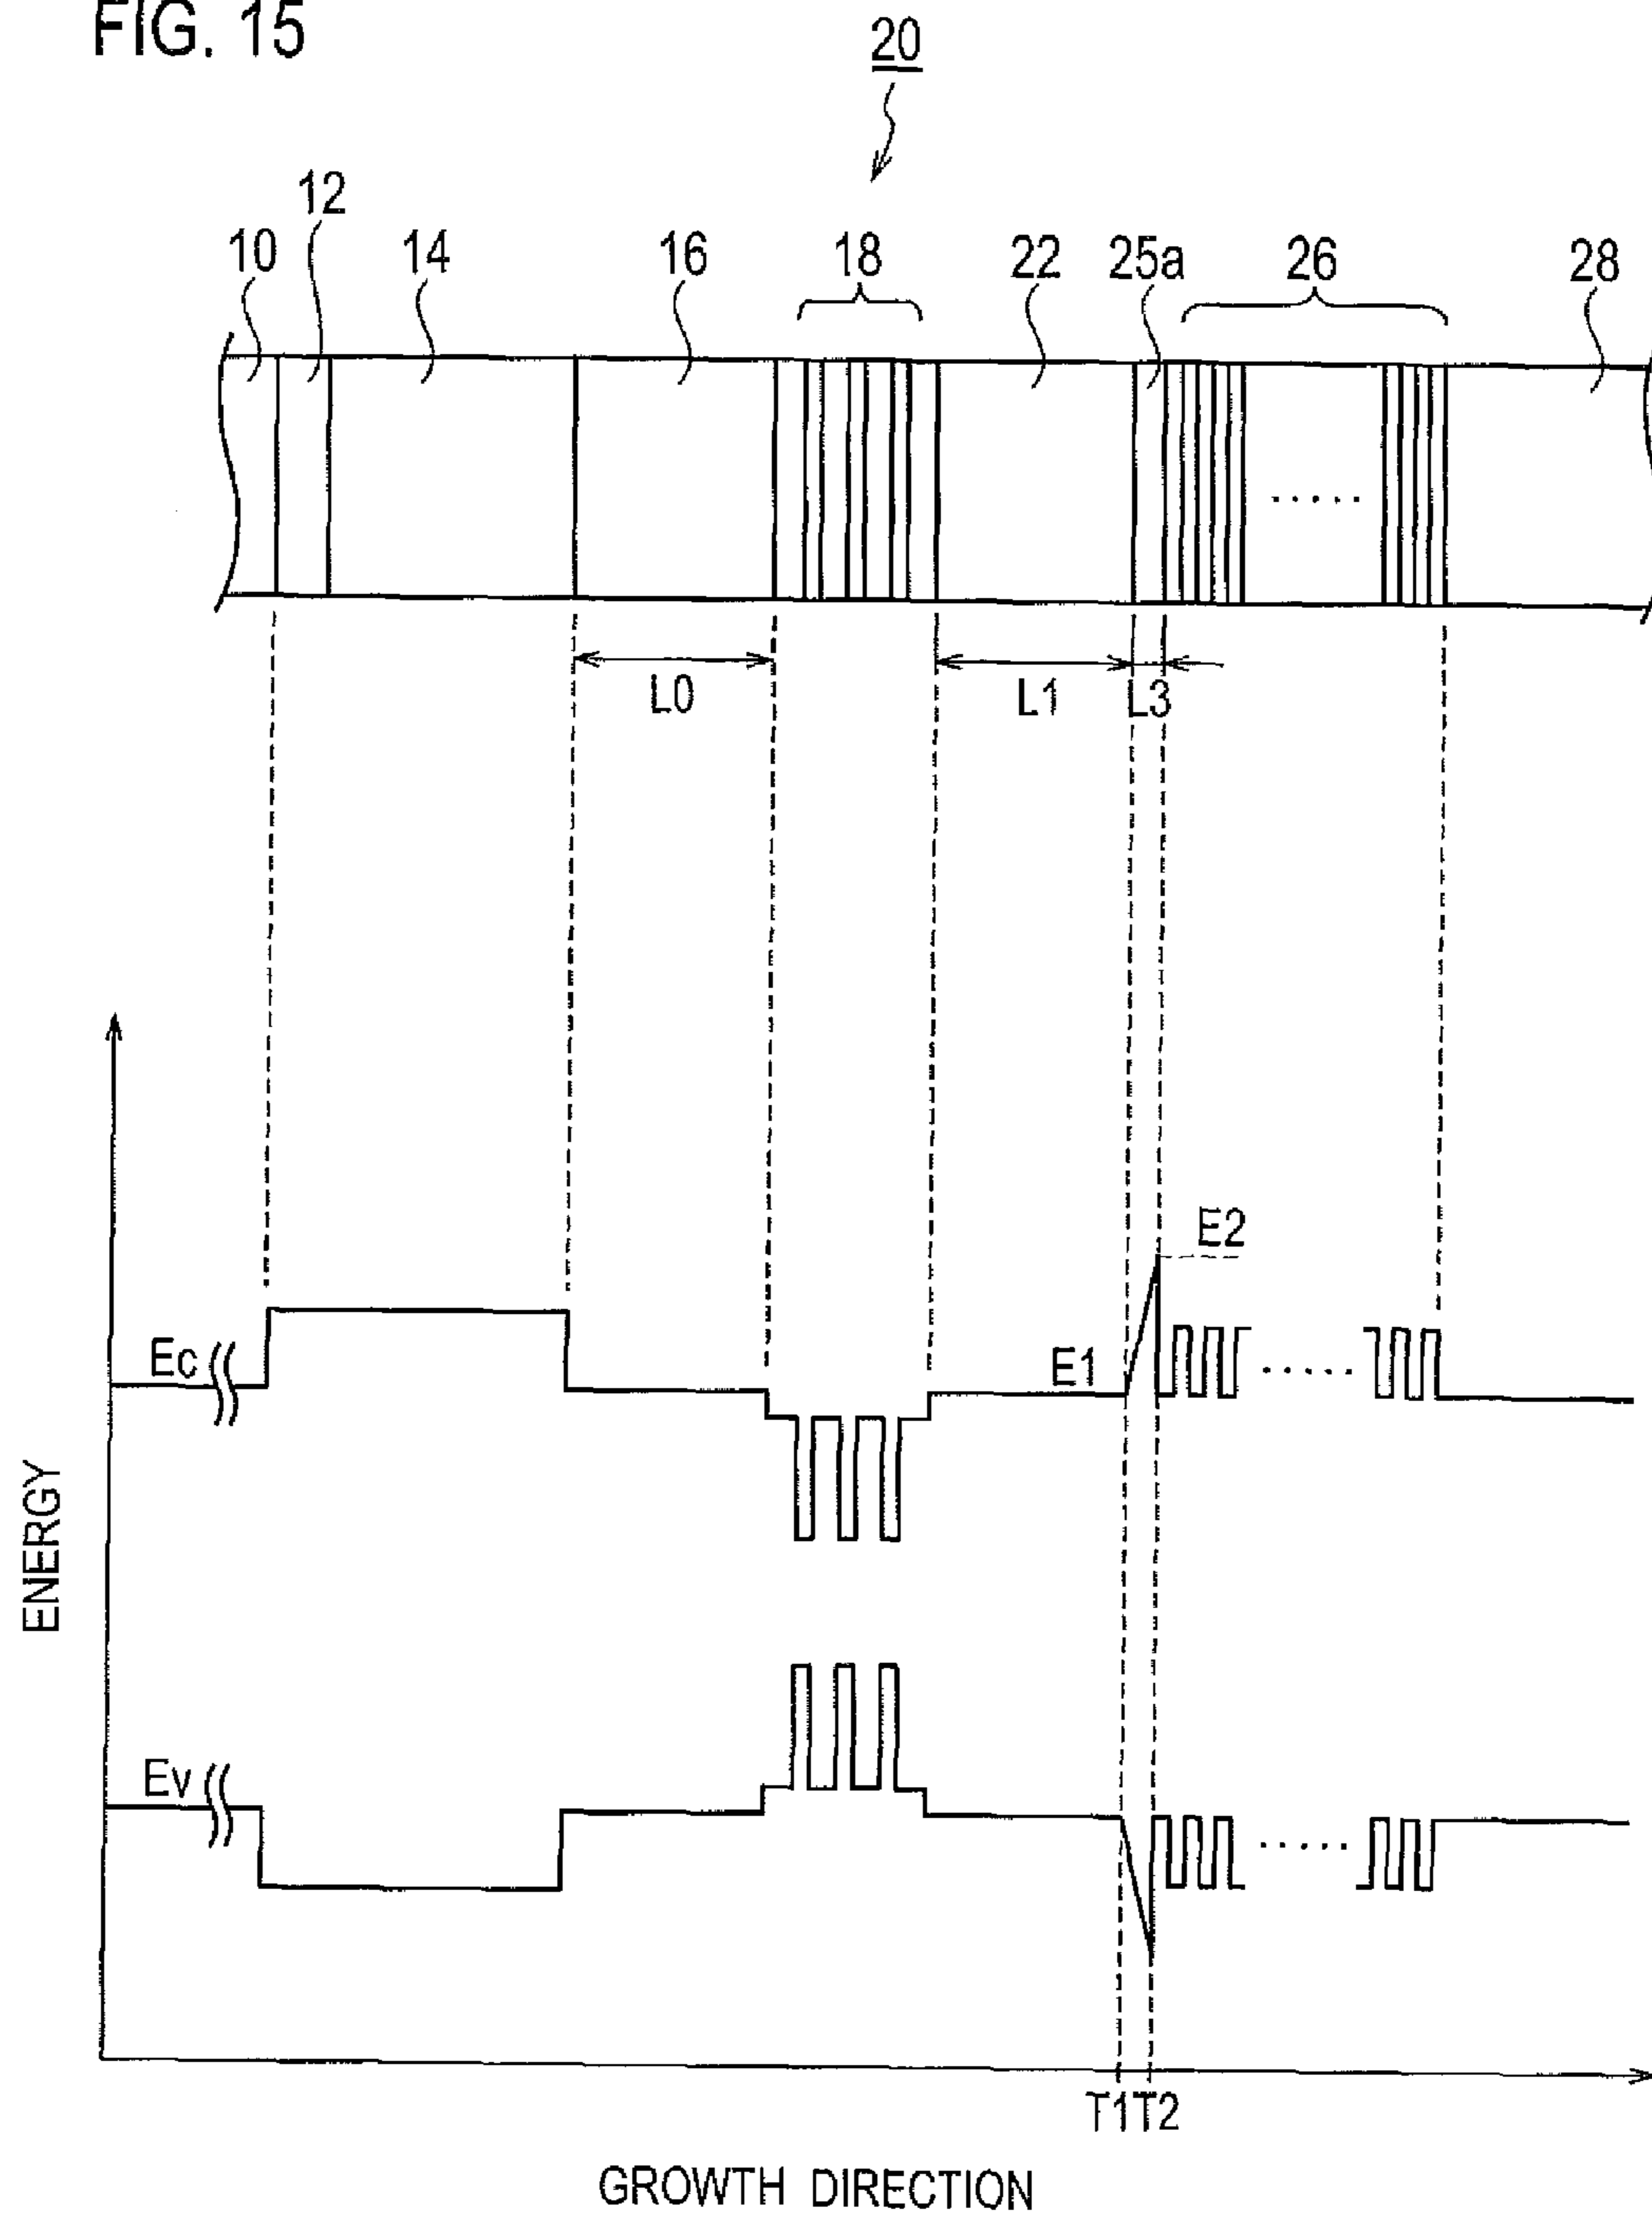 FIG. 15
20
10 12 14 16 18 22 25a 26 28
.....
L0 L1 L3
E2
Ec E1 .....
ENERGY
Ev .....
T1T2
GROWTH DIRECTION